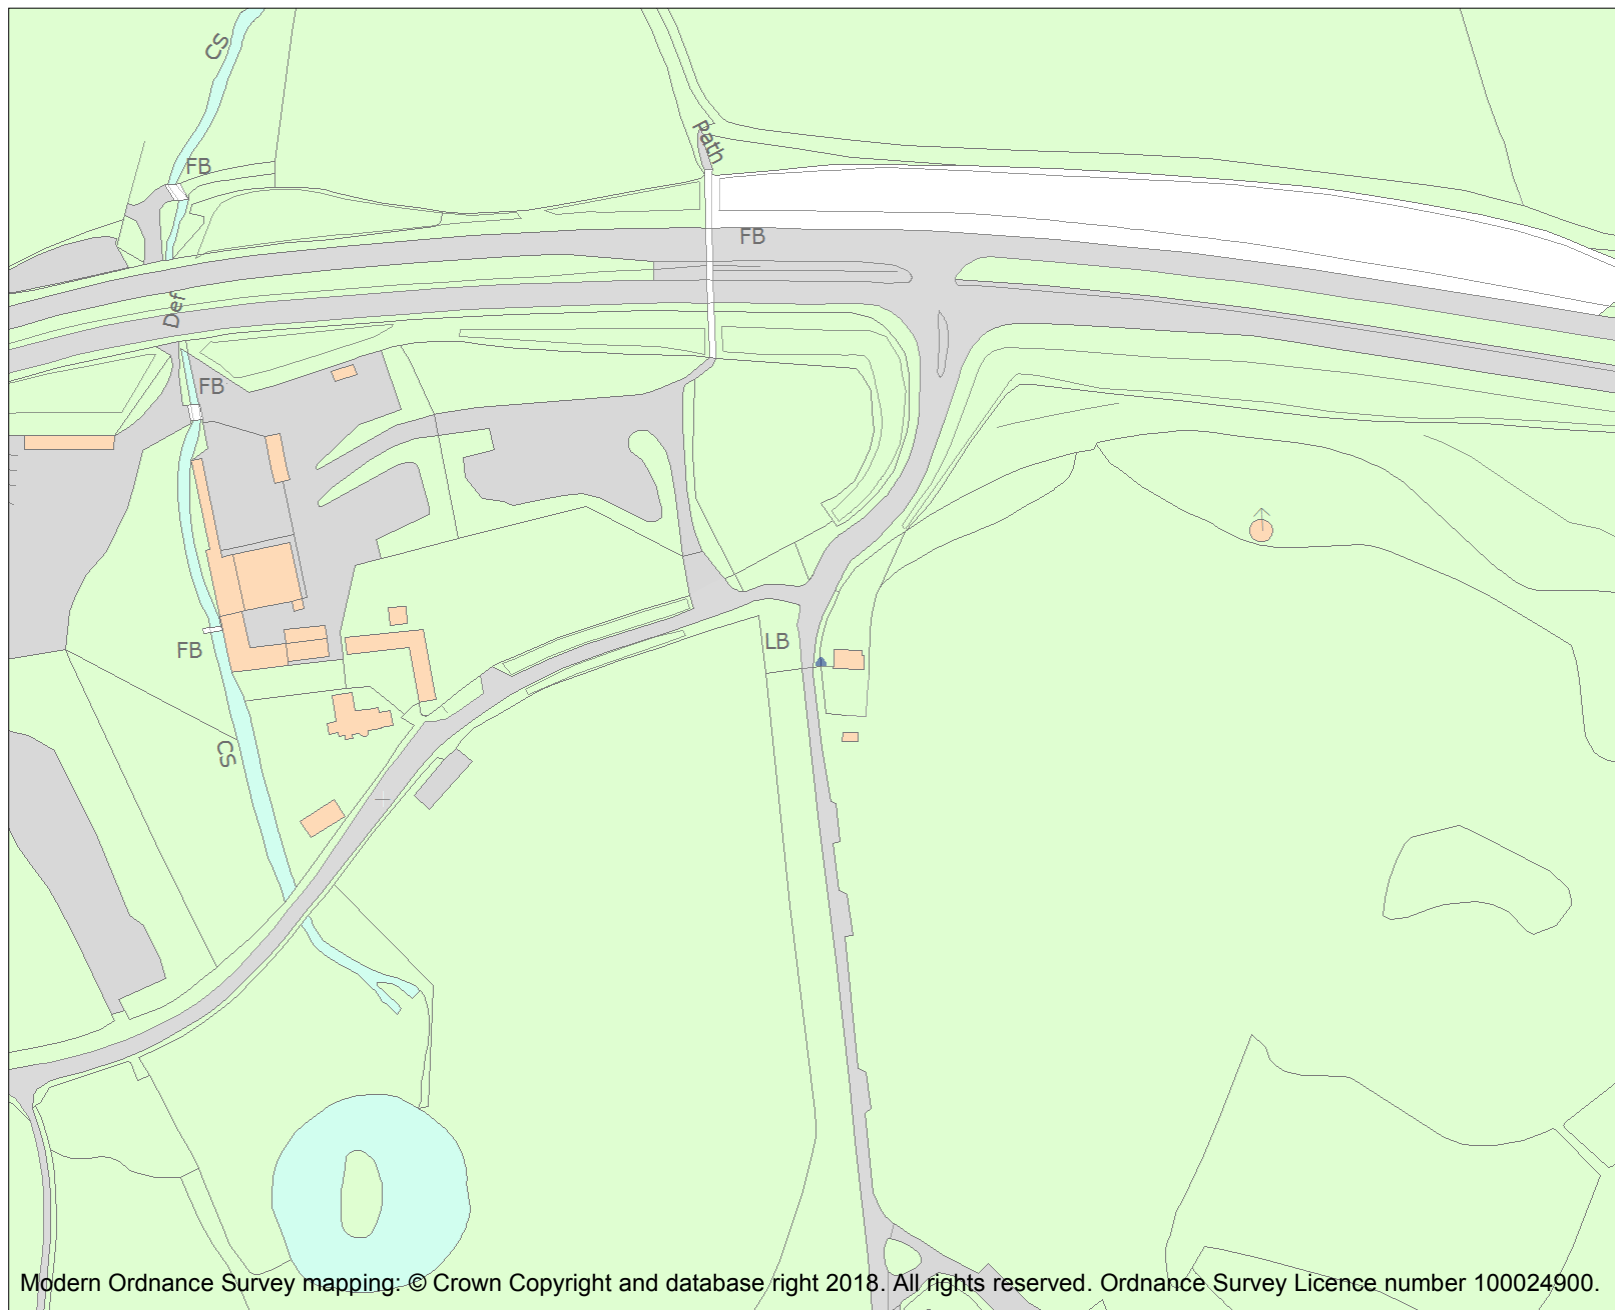 CS
FB
Path
FB
Def
FB
LB
FB
CS
Modern Ordnance Survey mapping: © Crown Copyright and database right 2018. All rights reserved. Ordnance Survey Licence number 100024900.